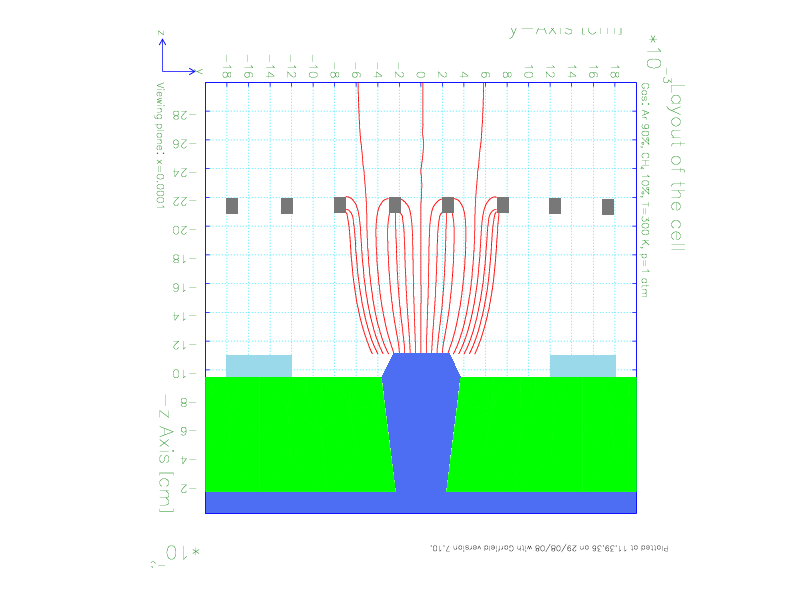 Layout of the cell
Gas: Ar 90%, CH4 10%, T=300 K, p=1 atm
*10-3
y-Axis [cm]
-18 -16 -14 -12 -10 -8 -6 -4 -2 0 2 4 6 8 10 12 14 16 18
z
y
Viewing plane: x=0.0001
-28
-26
-24
-22
-20
-18
-16
-14
-12
-10
-8
-6
-4
-2
-z Axis [cm]
*10
Plotted at 11.39.36 on 29/08/08 with Garfield version 7.10.